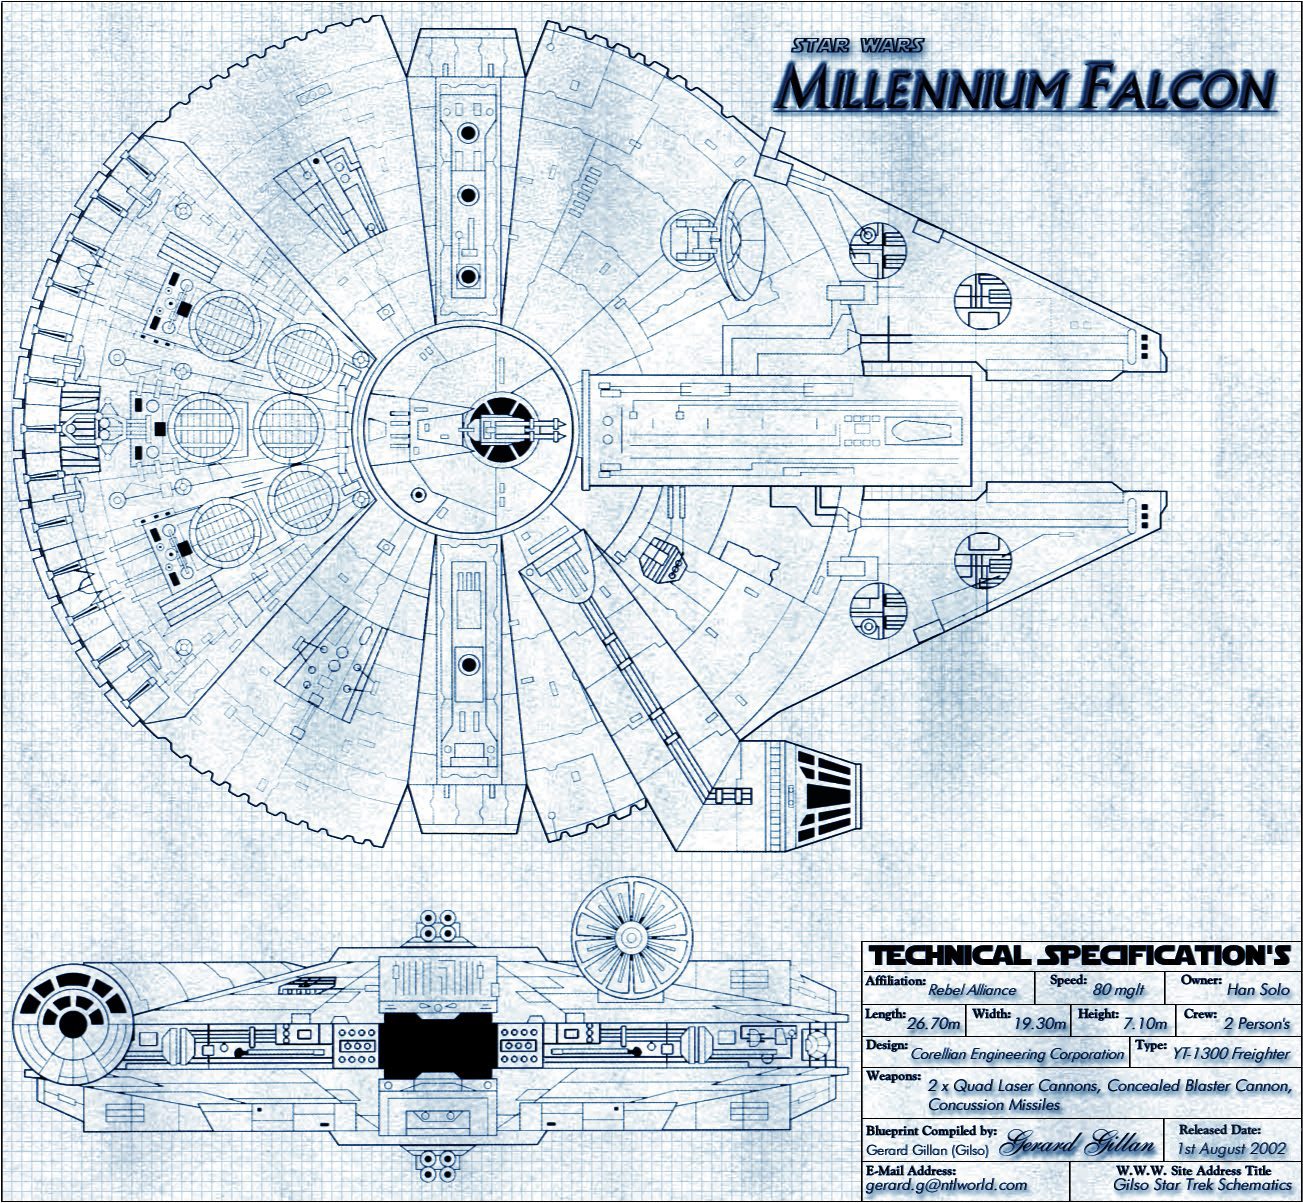 STAR WARS
MILLENNIUM FALCON
TECHNICAL SPECIFICATION'S
Affiliation: Rebel Alliance Speed: 80 mglt Owner: Han Solo
Length: 26.70m Width: 19.30m Height: 7.10m Crew: 2 Person's
Design: Corellian Engineering Corporation Type: YT-1300 Freighter
Weapons: 2 x Quad Laser Cannons, Concealed Blaster Cannon,
Concussion Missiles
Blueprint Compiled by: Gerard Gillan Released Date:
Gerard Gillan (Gilso) 1st August 2002
E-Mail Address: W.W.W. Site Address Title
gerard.g@ntlworld.com Gilso Star Trek Schematics